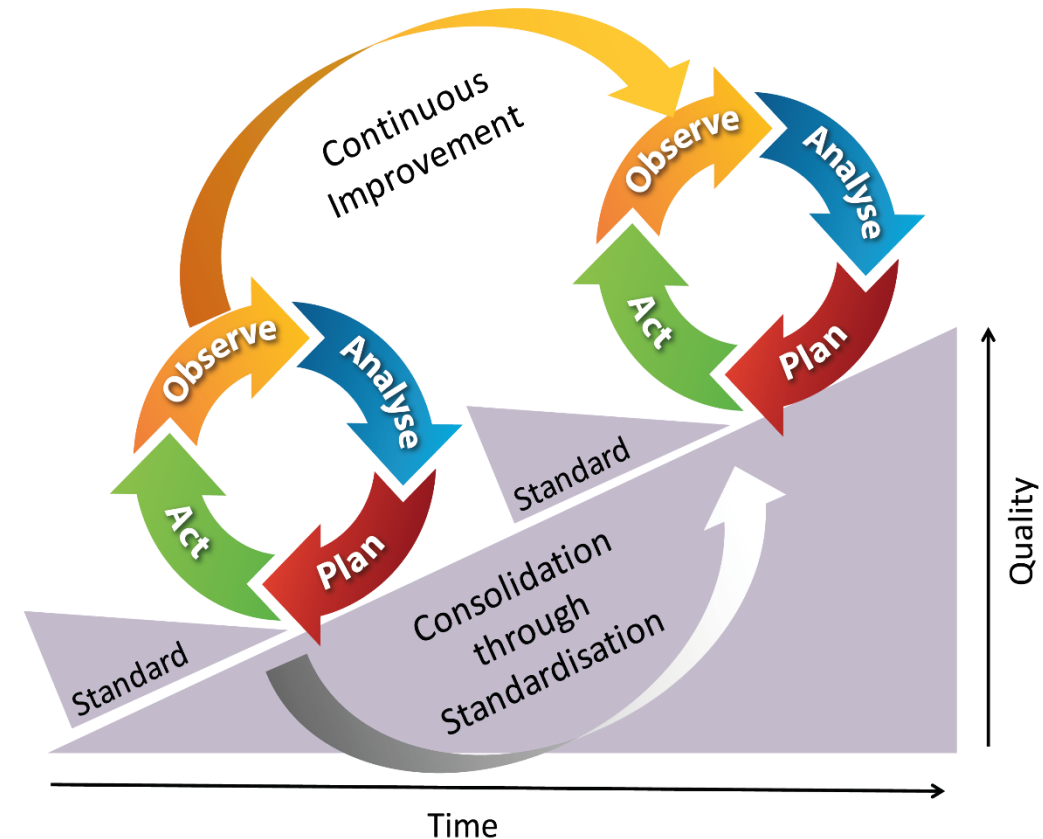 Continuous
Improvement
Observe
Analyse
Plan
Act
Observe
Analyse
Plan
Act
Standard
Standard
Consolidation
through
Standardisation
Quality
Time